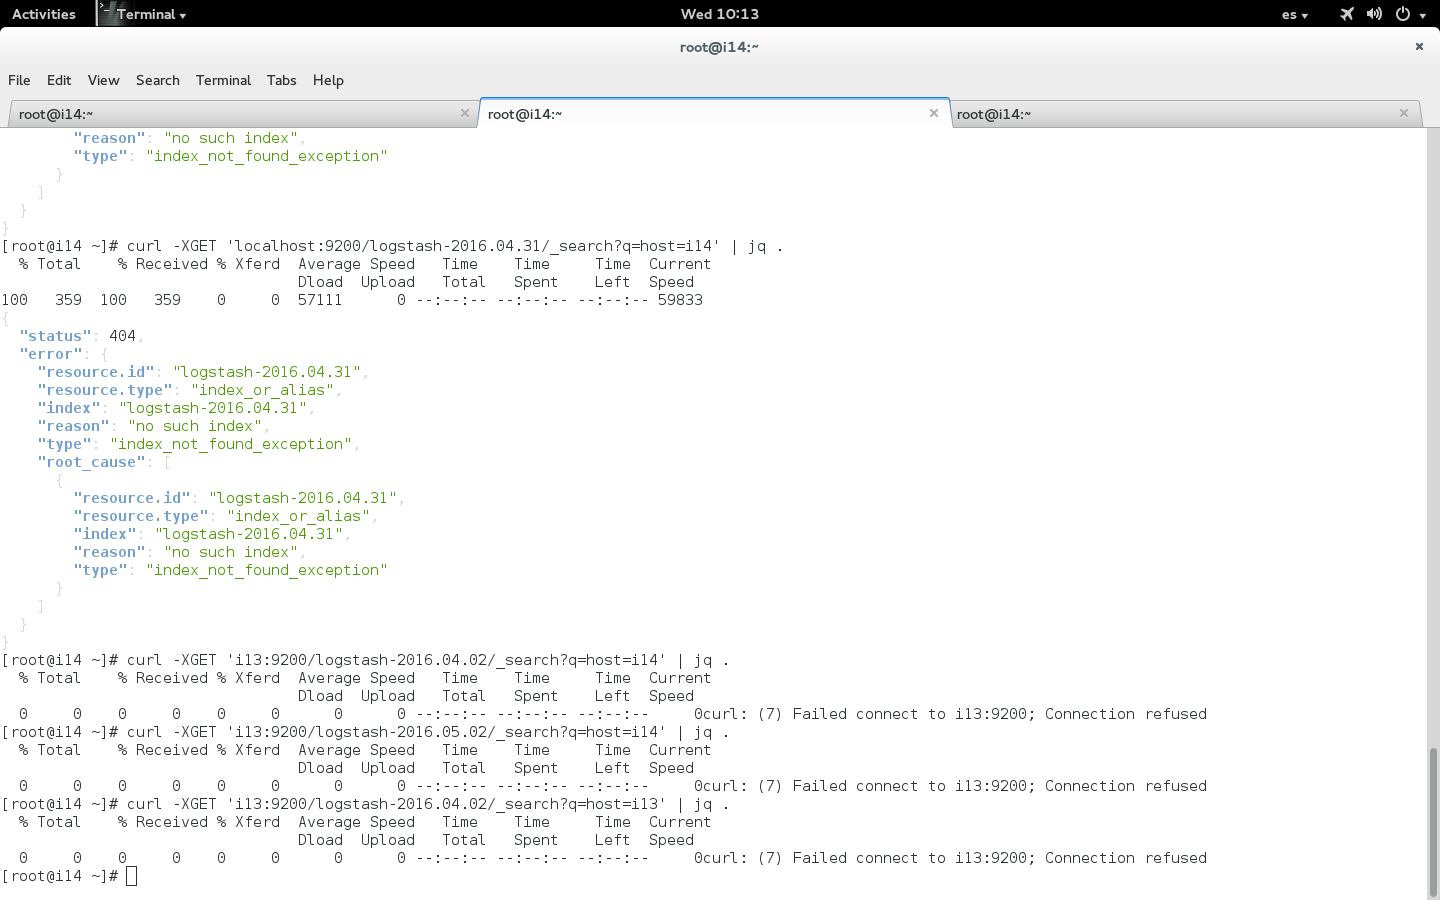 Activities Terminal Wed 10:13 es
root@i14:~
File Edit View Search Terminal Tabs Help
root@i14:~ root@i14:~ root@i14:~
        "reason": "no such index",
        "type": "index_not_found_exception"
      }
    ]
  }
}
[root@i14 ~]# curl -XGET 'localhost:9200/logstash-2016.04.31/_search?q=host=i14' | jq .
  % Total    % Received % Xferd  Average Speed   Time    Time     Time  Current
                                 Dload  Upload   Total   Spent    Left  Speed
100   359  100   359    0     0  57111      0 --:--:-- --:--:-- --:--:-- 59833
{
  "status": 404,
  "error": {
    "resource.id": "logstash-2016.04.31",
    "resource.type": "index_or_alias",
    "index": "logstash-2016.04.31",
    "reason": "no such index",
    "type": "index_not_found_exception",
    "root_cause": [
      {
        "resource.id": "logstash-2016.04.31",
        "resource.type": "index_or_alias",
        "index": "logstash-2016.04.31",
        "reason": "no such index",
        "type": "index_not_found_exception"
      }
    ]
  }
}
[root@i14 ~]# curl -XGET 'i13:9200/logstash-2016.04.02/_search?q=host=i14' | jq .
  % Total    % Received % Xferd  Average Speed   Time    Time     Time  Current
                                 Dload  Upload   Total   Spent    Left  Speed
  0     0    0     0    0     0      0      0 --:--:-- --:--:-- --:--:--     0curl: (7) Failed connect to i13:9200; Connection refused
[root@i14 ~]# curl -XGET 'i13:9200/logstash-2016.05.02/_search?q=host=i14' | jq .
  % Total    % Received % Xferd  Average Speed   Time    Time     Time  Current
                                 Dload  Upload   Total   Spent    Left  Speed
  0     0    0     0    0     0      0      0 --:--:-- --:--:-- --:--:--     0curl: (7) Failed connect to i13:9200; Connection refused
[root@i14 ~]# curl -XGET 'i13:9200/logstash-2016.04.02/_search?q=host=i13' | jq .
  % Total    % Received % Xferd  Average Speed   Time    Time     Time  Current
                                 Dload  Upload   Total   Spent    Left  Speed
  0     0    0     0    0     0      0      0 --:--:-- --:--:-- --:--:--     0curl: (7) Failed connect to i13:9200; Connection refused
[root@i14 ~]#